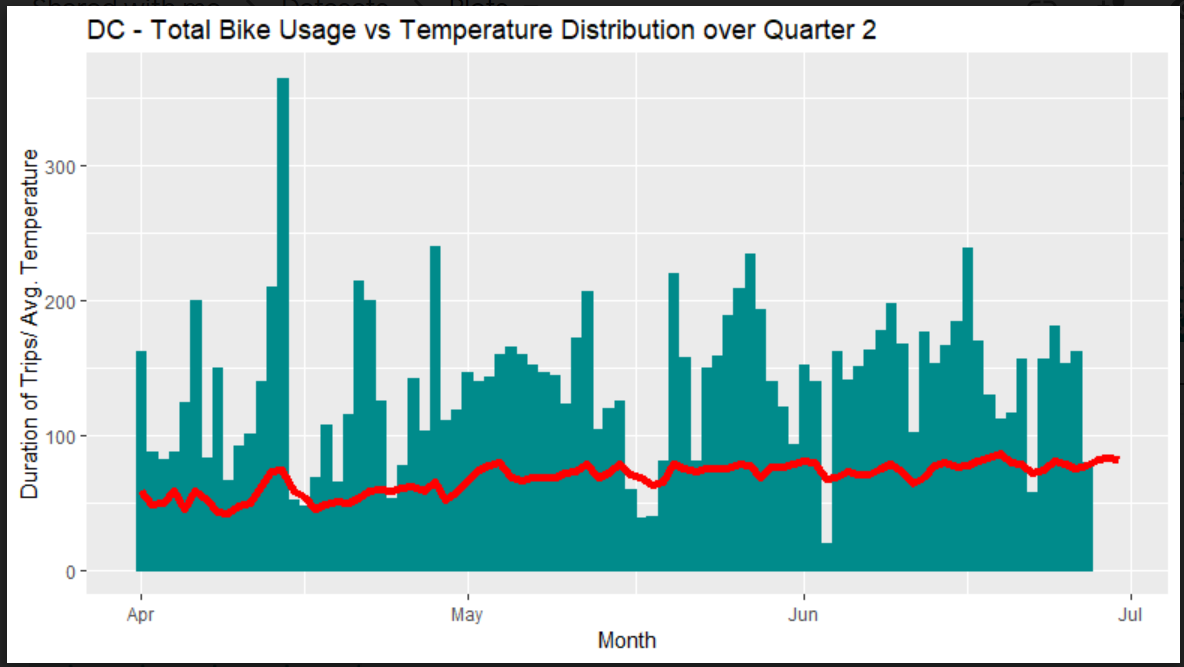 DC - Total Bike Usage vs Temperature Distribution over Quarter 2
Duration of Trips/ Avg. Temperature
300
200
100
0
Apr
May
Jun
Jul
Month